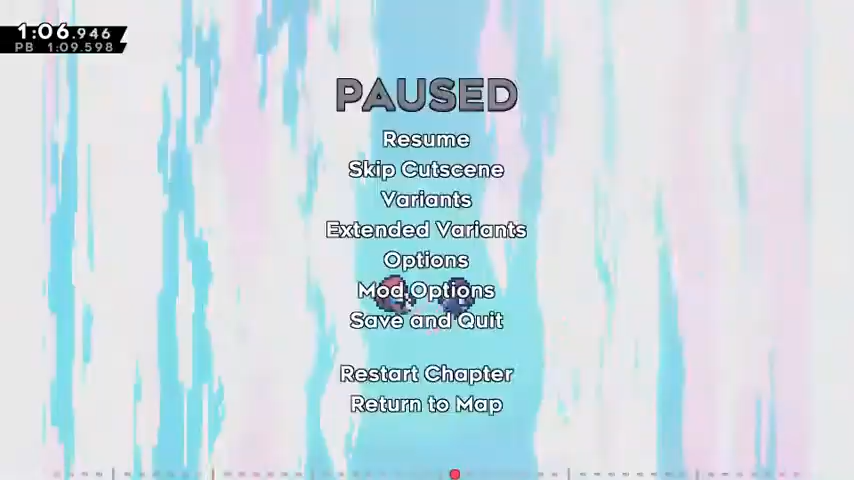 1:06.946
PB 1:09.598
PAUSED
Resume
Skip Cutscene
Variants
Extended Variants
Options
Mod Options
Save and Quit
Restart Chapter
Return to Map